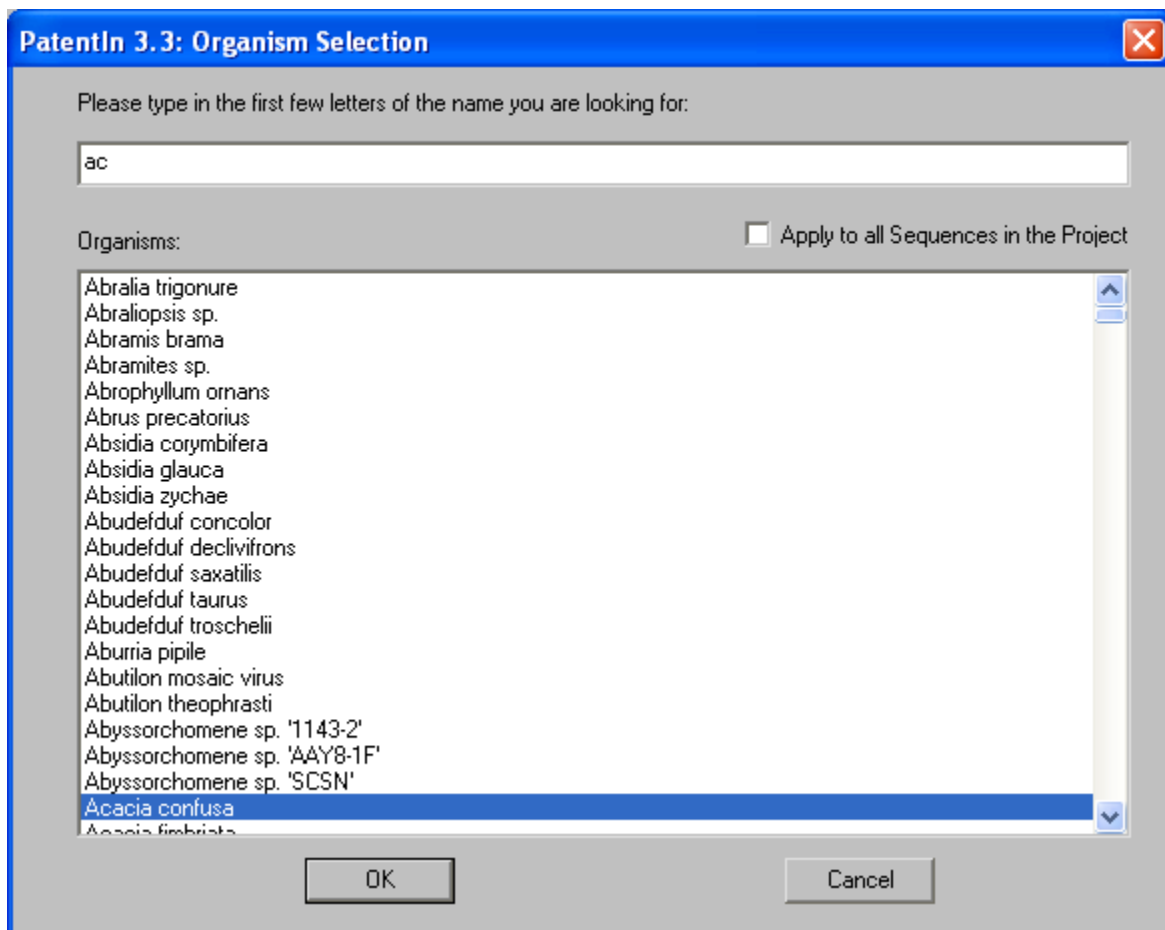 PatentIn 3.3: Organism Selection
Please type in the first few letters of the name you are looking for:
ac
Organisms:
Apply to all Sequences in the Project
Abralia trigonure
Abraliopsis sp.
Abramis brama
Abramites sp.
Abrophyllum ornans
Abrus precatorius
Absidia corymbifera
Absidia glauca
Absidia zychae
Abudefduf concolor
Abudefduf declivifrons
Abudefduf saxatilis
Abudefduf taurus
Abudefduf troschelii
Aburria pipile
Abutilon mosaic virus
Abutilon theophrasti
Abyssorchomene sp. '1143-2'
Abyssorchomene sp. 'AAY8-1F'
Abyssorchomene sp. 'SCSN'
Acacia confusa
Acacia fimbriata
OK
Cancel